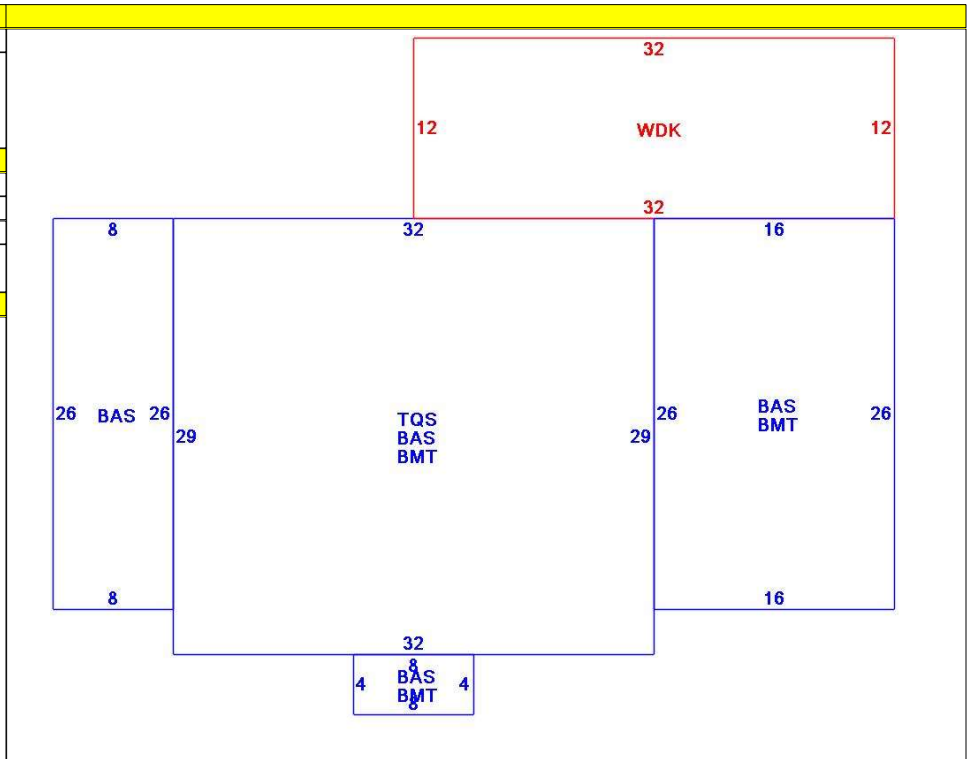 32
12 WDK 12
32
8 32 16
26 BAS 26
29 TQS 29
BAS
BMT
26 BAS 26
BMT
8 16
32
8
4 BAS 4
BMT
8